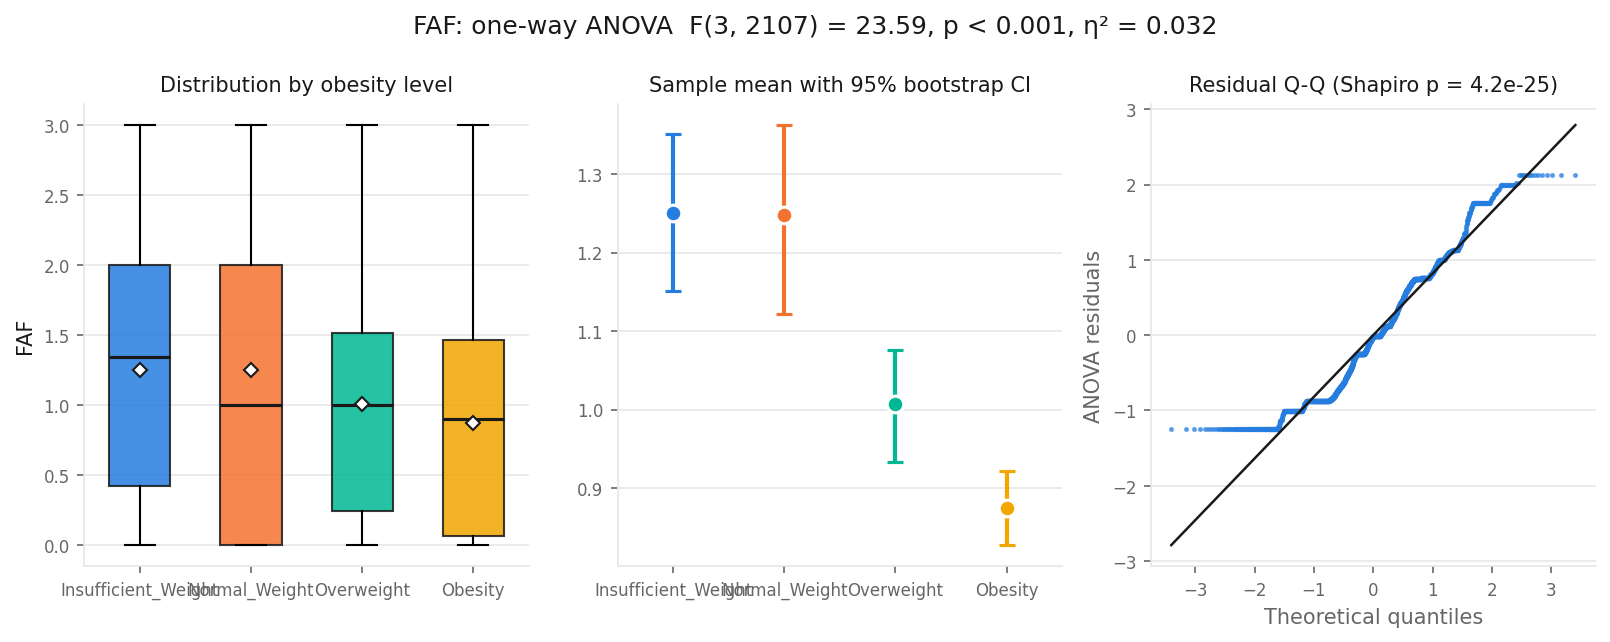 FAF: one-way ANOVA  F(3, 2107) = 23.59, p < 0.001, η² = 0.032
Distribution by obesity level
FAF
3.0
2.5
2.0
1.5
1.0
0.5
0.0
Insufficient_Weight
Normal_Weight
Overweight
Obesity
Sample mean with 95% bootstrap CI
1.3
1.2
1.1
1.0
0.9
Insufficient_Weight
Normal_Weight
Overweight
Obesity
Residual Q-Q (Shapiro p = 4.2e-25)
ANOVA residuals
3
2
1
0
−1
−2
−3
−3
−2
−1
0
1
2
3
Theoretical quantiles